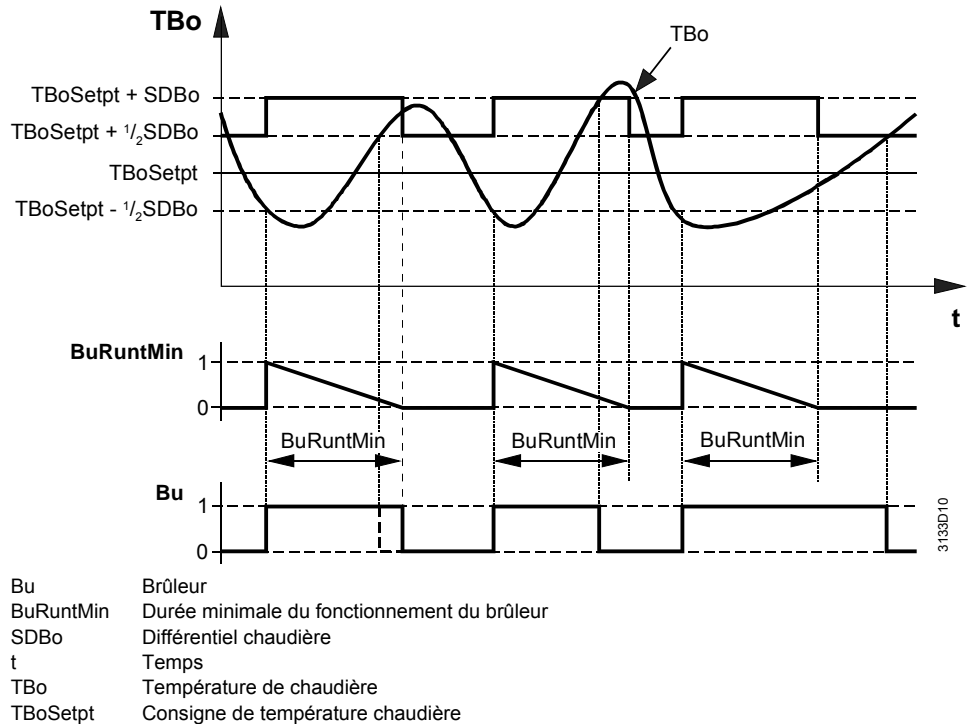 TBo
TBo
TBoSetpt + SDBo
TBoSetpt + 1/2SDBo
TBoSetpt
TBoSetpt - 1/2SDBo
t
BuRuntMin
1
0
BuRuntMin BuRuntMin BuRuntMin
Bu
1
0
3133D10
Bu Brûleur
BuRuntMin Durée minimale du fonctionnement du brûleur
SDBo Différentiel chaudière
t Temps
TBo Température de chaudière
TBoSetpt Consigne de température chaudière